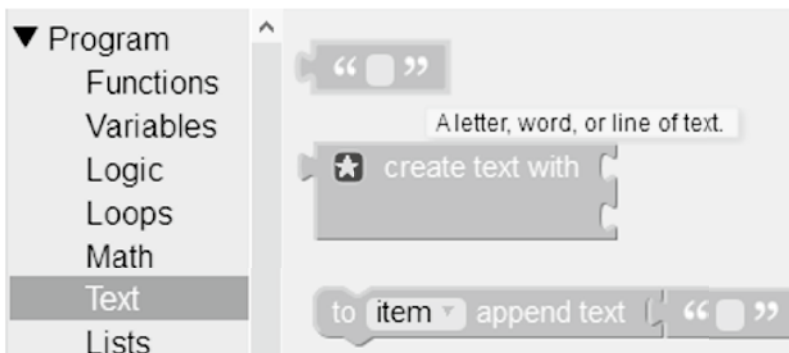 ▼ Program
Functions
Variables
Logic
Loops
Math
Text
Lists
“ ”
A letter, word, or line of text.
create text with
to item ▼ append text “ ”